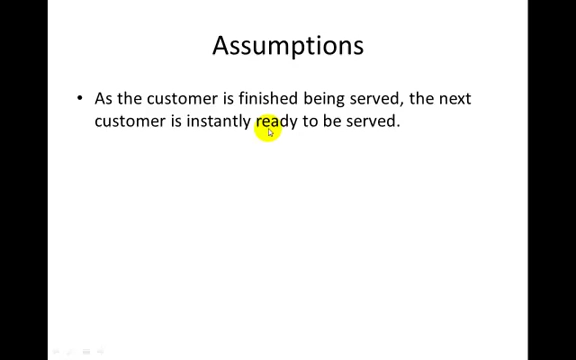 Assumptions
• As the customer is finished being served, the next
customer is instantly ready to be served.